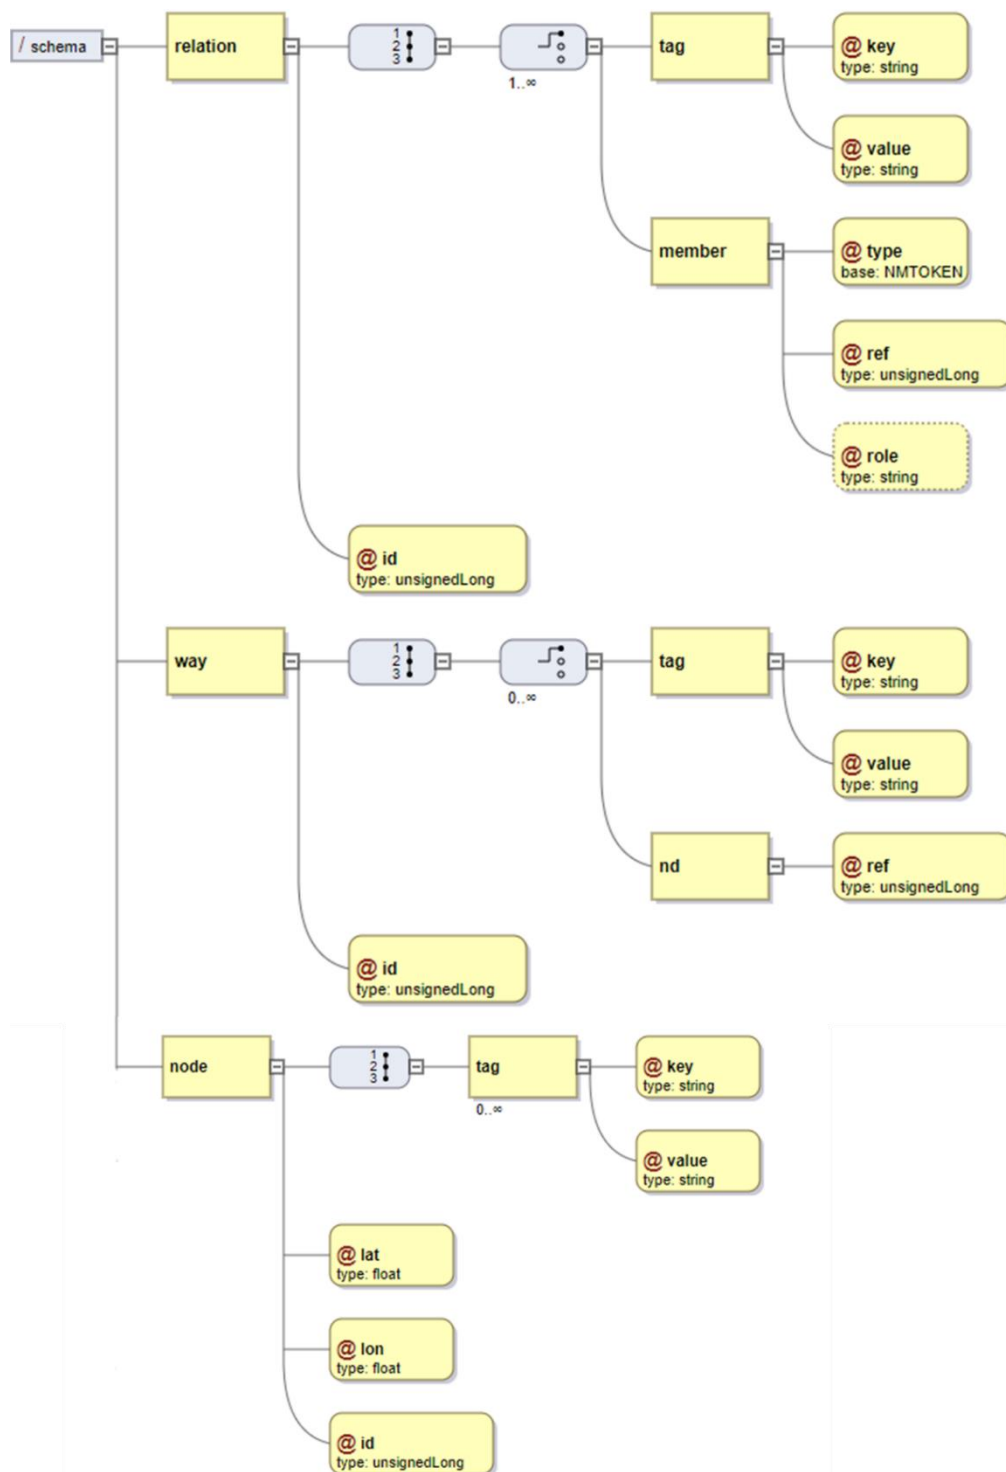 / schema
relation
1
2
3
1..∞
tag
@ key
type: string
@ value
type: string
member
@ type
base: NMTOKEN
@ ref
type: unsignedLong
@ role
type: string
@ id
type: unsignedLong
way
1
2
3
0..∞
tag
@ key
type: string
@ value
type: string
nd
@ ref
type: unsignedLong
@ id
type: unsignedLong
node
1
2
3
tag
0..∞
@ key
type: string
@ value
type: string
@ lat
type: float
@ lon
type: float
@ id
type: unsignedLong